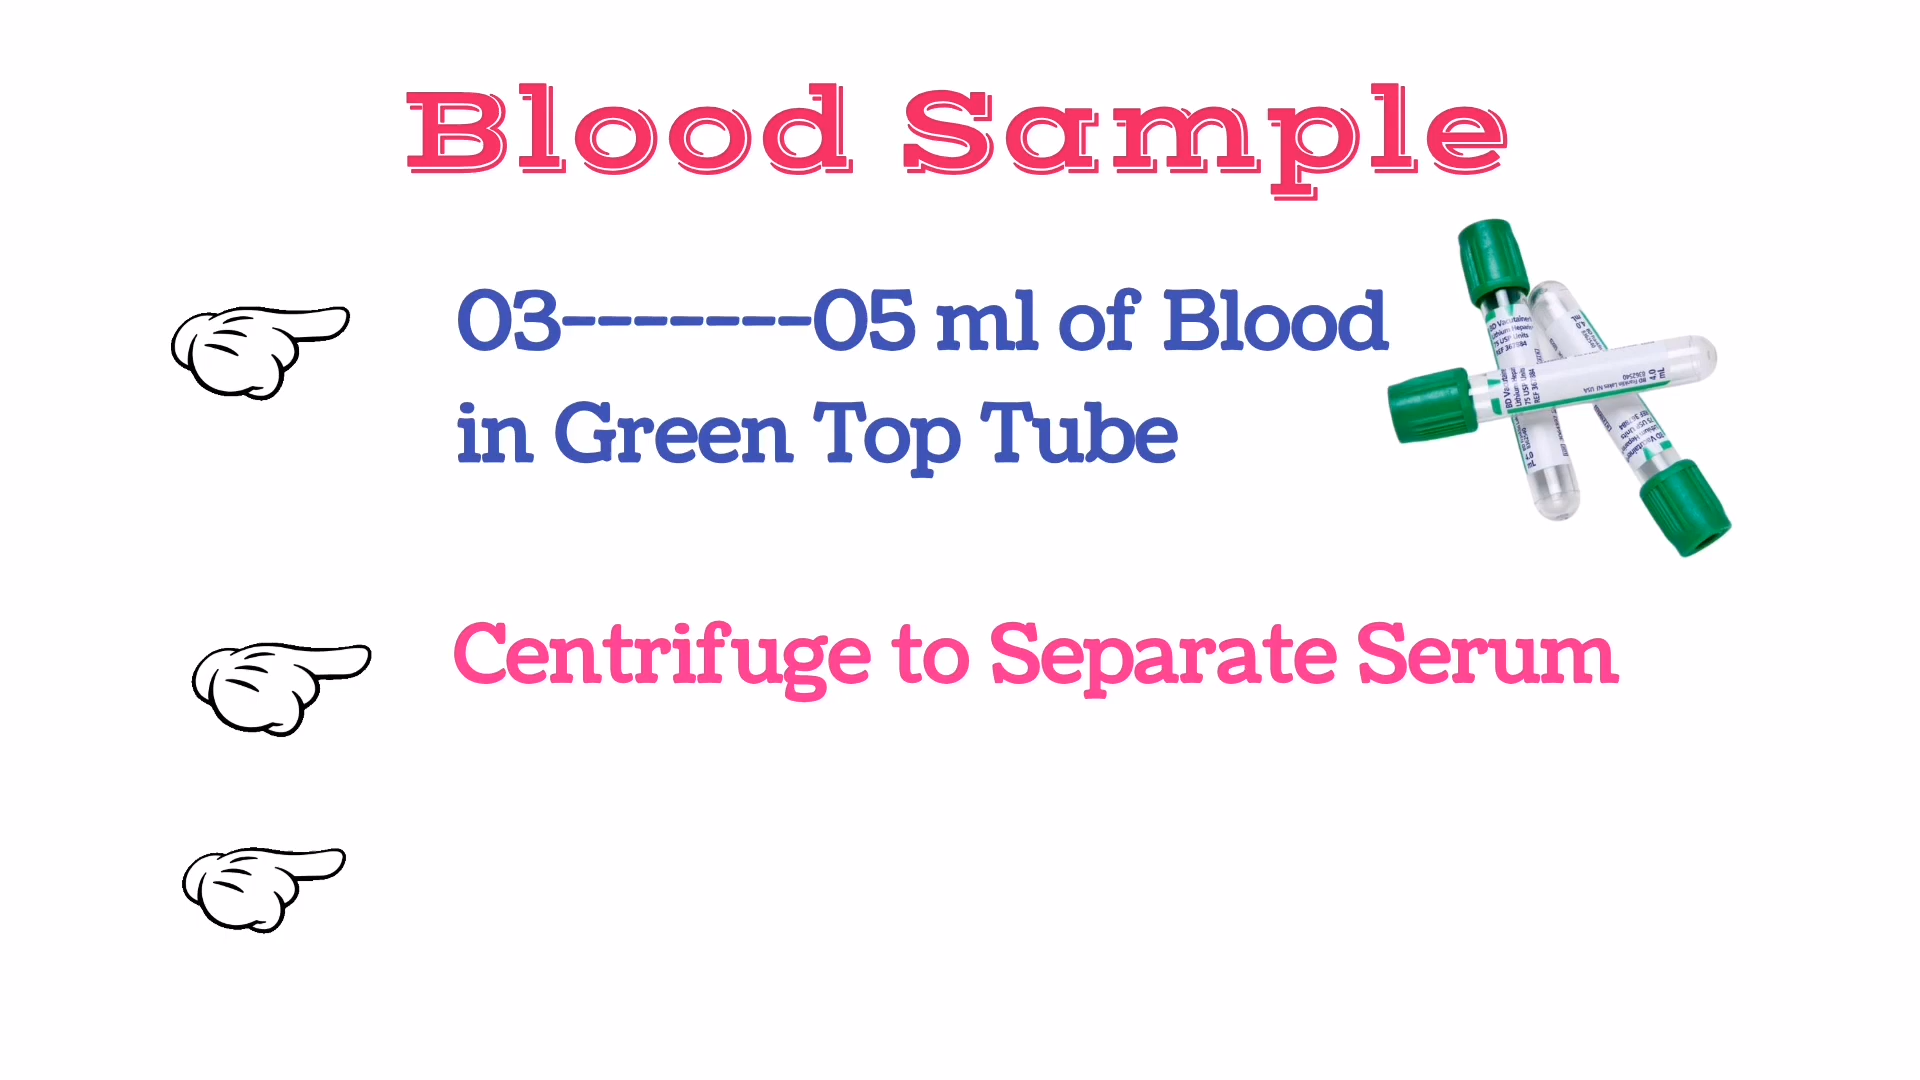 Blood Sample
03-------05 ml of Blood
in Green Top Tube
Centrifuge to Separate Serum